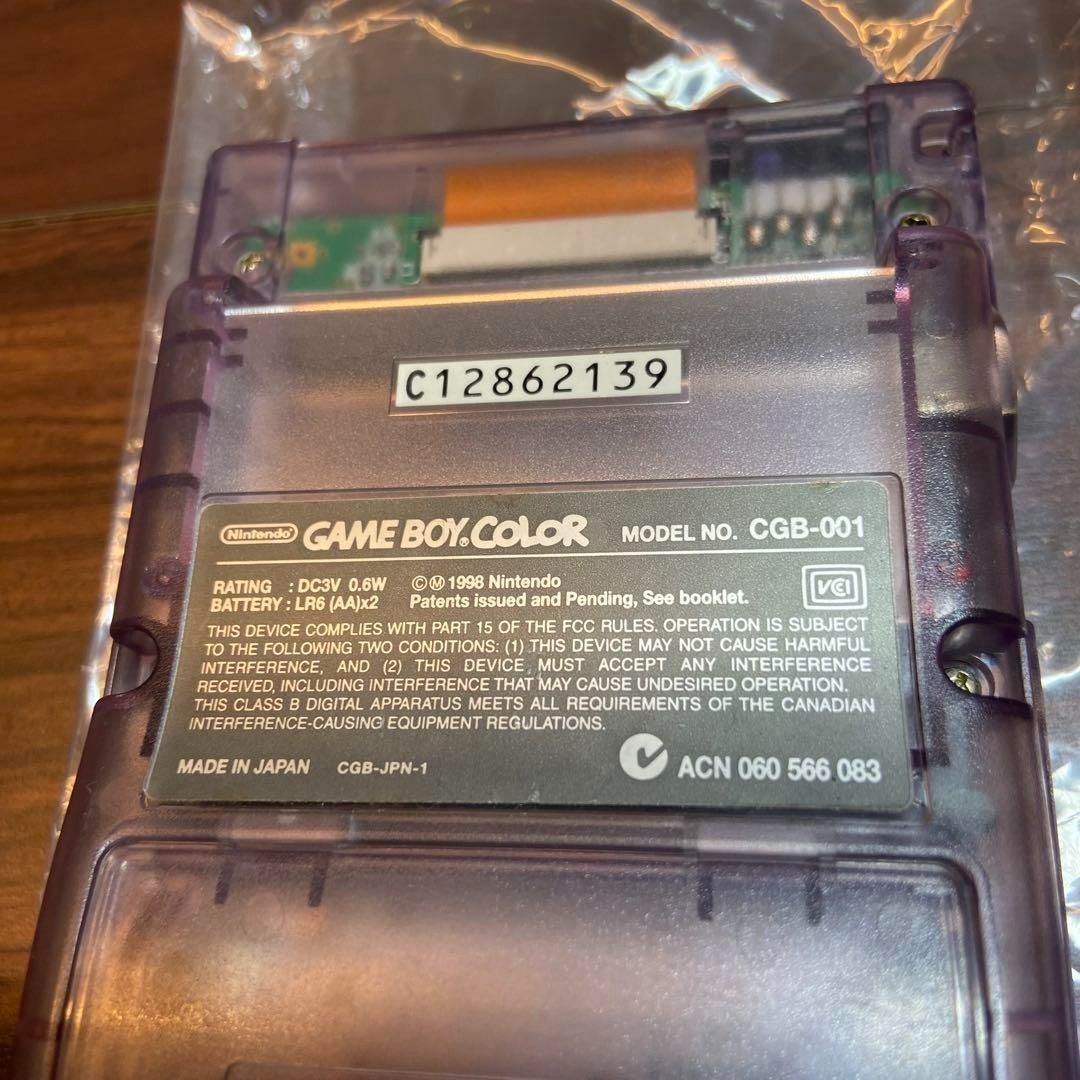 C12862139
Nintendo GAME BOY COLOR MODEL NO. CGB-001
RATING : DC3V 0.6W ©Ⓜ 1998 Nintendo
BATTERY : LR6 (AA)x2 Patents issued and Pending, See booklet.
VCI
THIS DEVICE COMPLIES WITH PART 15 OF THE FCC RULES. OPERATION IS SUBJECT
TO THE FOLLOWING TWO CONDITIONS: (1) THIS DEVICE MAY NOT CAUSE HARMFUL
INTERFERENCE, AND (2) THIS DEVICE MUST ACCEPT ANY INTERFERENCE
RECEIVED, INCLUDING INTERFERENCE THAT MAY CAUSE UNDESIRED OPERATION.
THIS CLASS B DIGITAL APPARATUS MEETS ALL REQUIREMENTS OF THE CANADIAN
INTERFERENCE-CAUSING EQUIPMENT REGULATIONS.
MADE IN JAPAN CGB-JPN-1 ACN 060 566 083